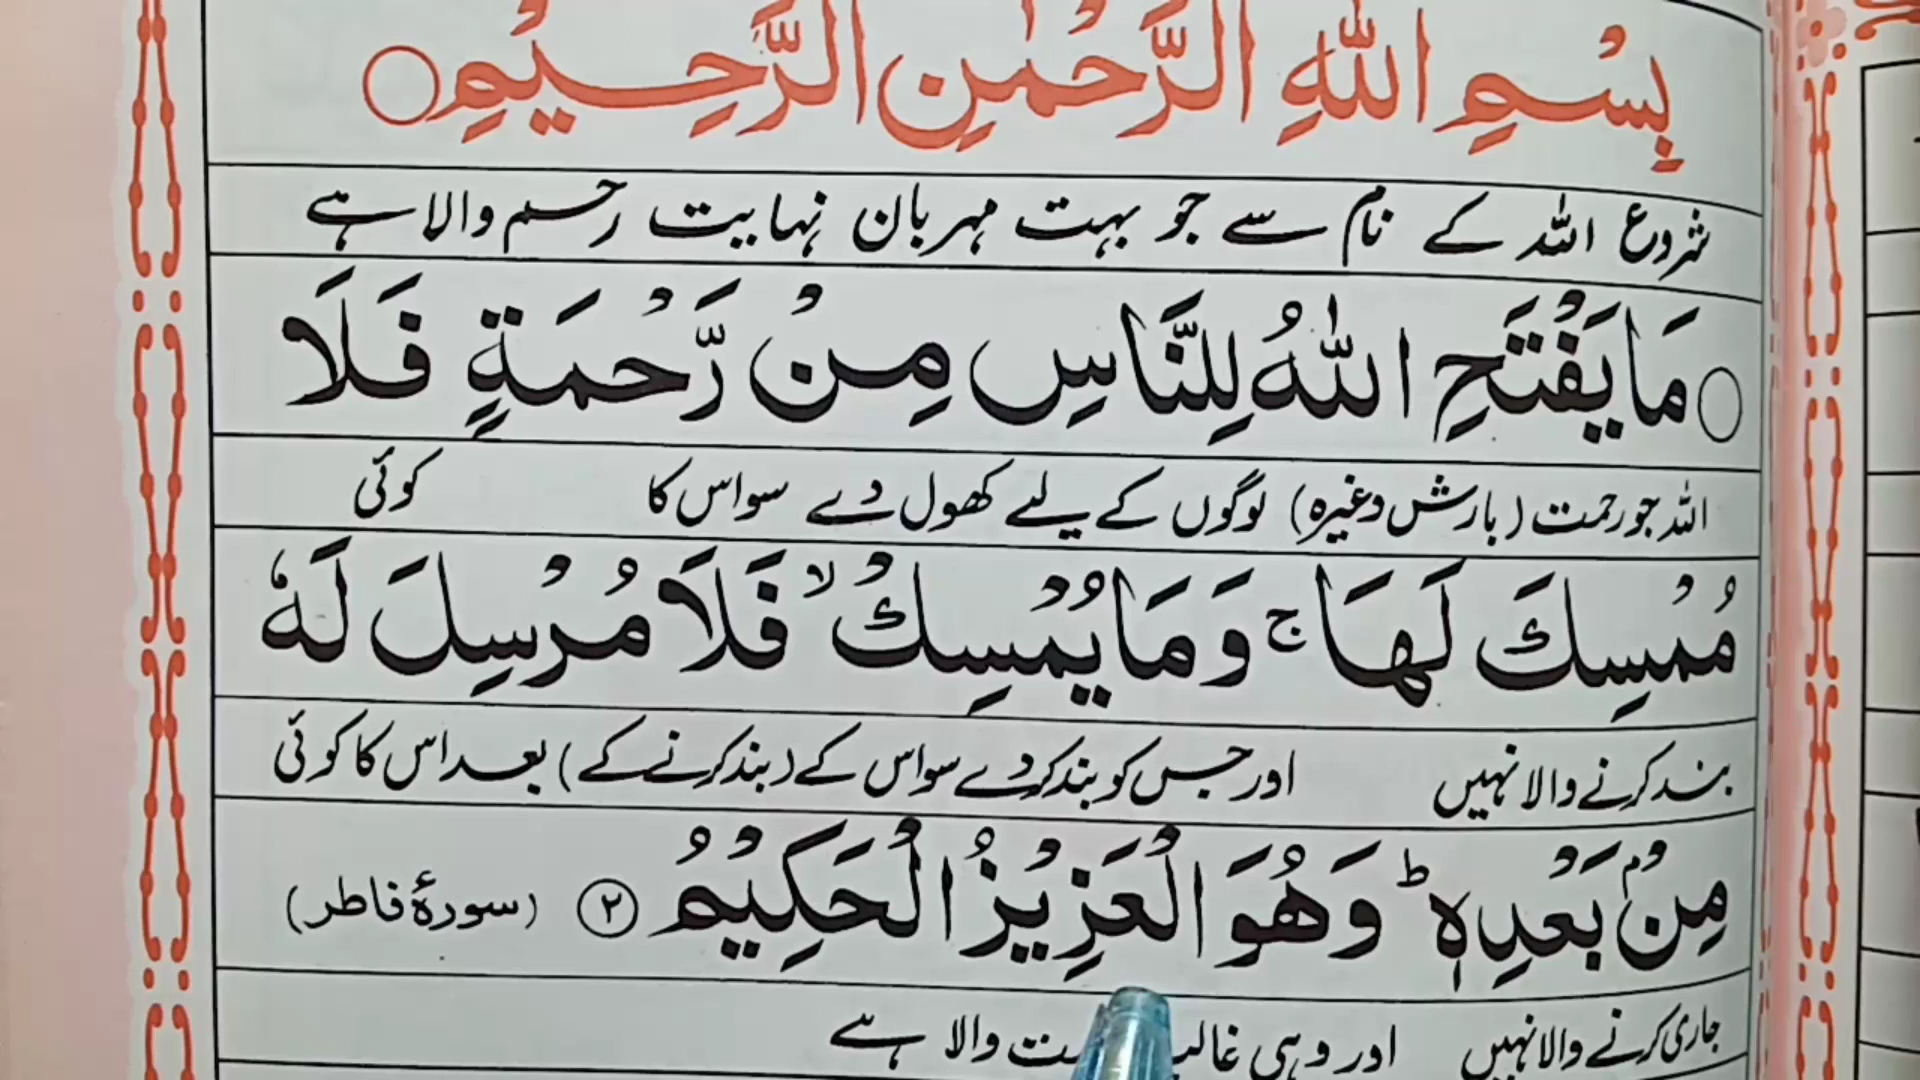 بِسْمِ اللّٰهِ الرَّحْمٰنِ الرَّحِیْمِ ○
شروع اللہ کے نام سے جو بہت مہربان نہایت رحم والا ہے
○ مَا یَفْتَحِ اللّٰهُ لِلنَّاسِ مِنْ رَّحْمَةٍ فَلَا
اللہ جو رحمت (بارش وغیرہ) لوگوں کے لیے کھول دے سو اس کا کوئی
مُمْسِكَ لَهَا ج وَمَا یُمْسِكْ ۙ فَلَا مُرْسِلَ لَهٗ
بند کرنے والا نہیں اور جس کو بند کر دے سو اس کے (بند کرنے کے) بعد اس کا کوئی
مِنْۢ بَعْدِهٖ ؕ وَهُوَ الْعَزِیْزُ الْحَكِیْمُ ۲ (سورۂ فاطر)
جاری کرنے والا نہیں اور وہی والا ہے